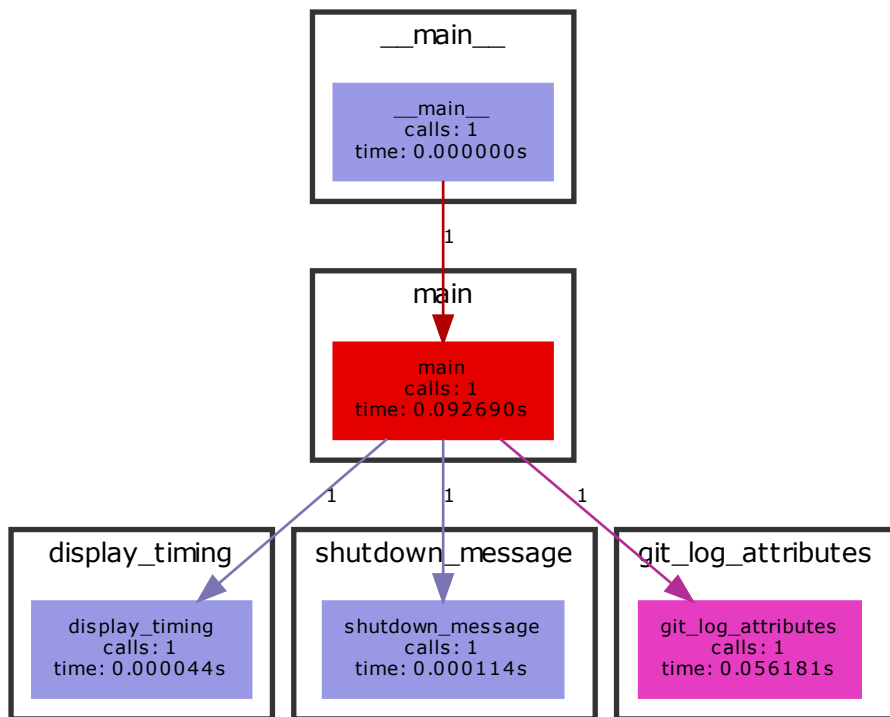 __main__
__main__
calls: 1
time: 0.000000s
1
main
main
calls: 1
time: 0.092690s
1
1
1
display_timing
shutdown_message
git_log_attributes
display_timing
calls: 1
time: 0.000044s
shutdown_message
calls: 1
time: 0.000114s
git_log_attributes
calls: 1
time: 0.056181s